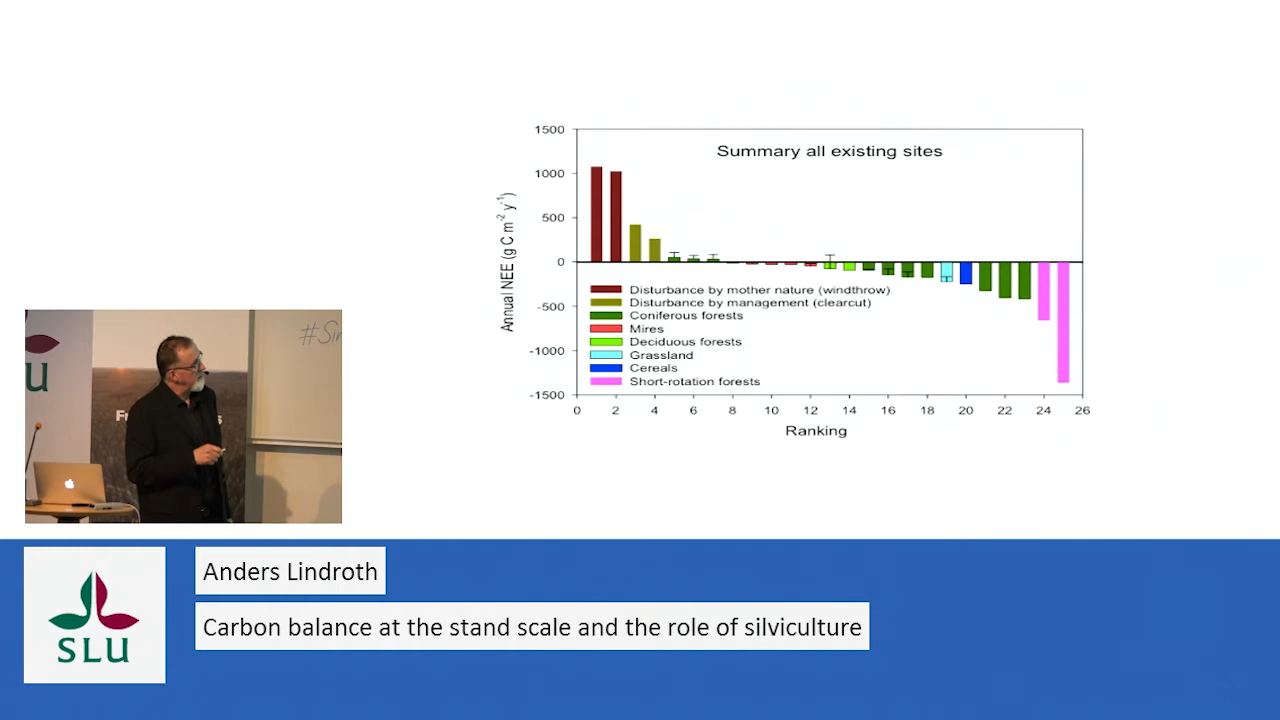 Summary all existing sites
Annual NEE (g C m-2 y-1)
1500
1000
500
0
-500
-1000
-1500
Disturbance by mother nature (windthrow)
Disturbance by management (clearcut)
Coniferous forests
Mires
Deciduous forests
Grassland
Cereals
Short-rotation forests
0 2 4 6 8 10 12 14 16 18 20 22 24 26
Ranking
Anders Lindroth
Carbon balance at the stand scale and the role of silviculture
SLU